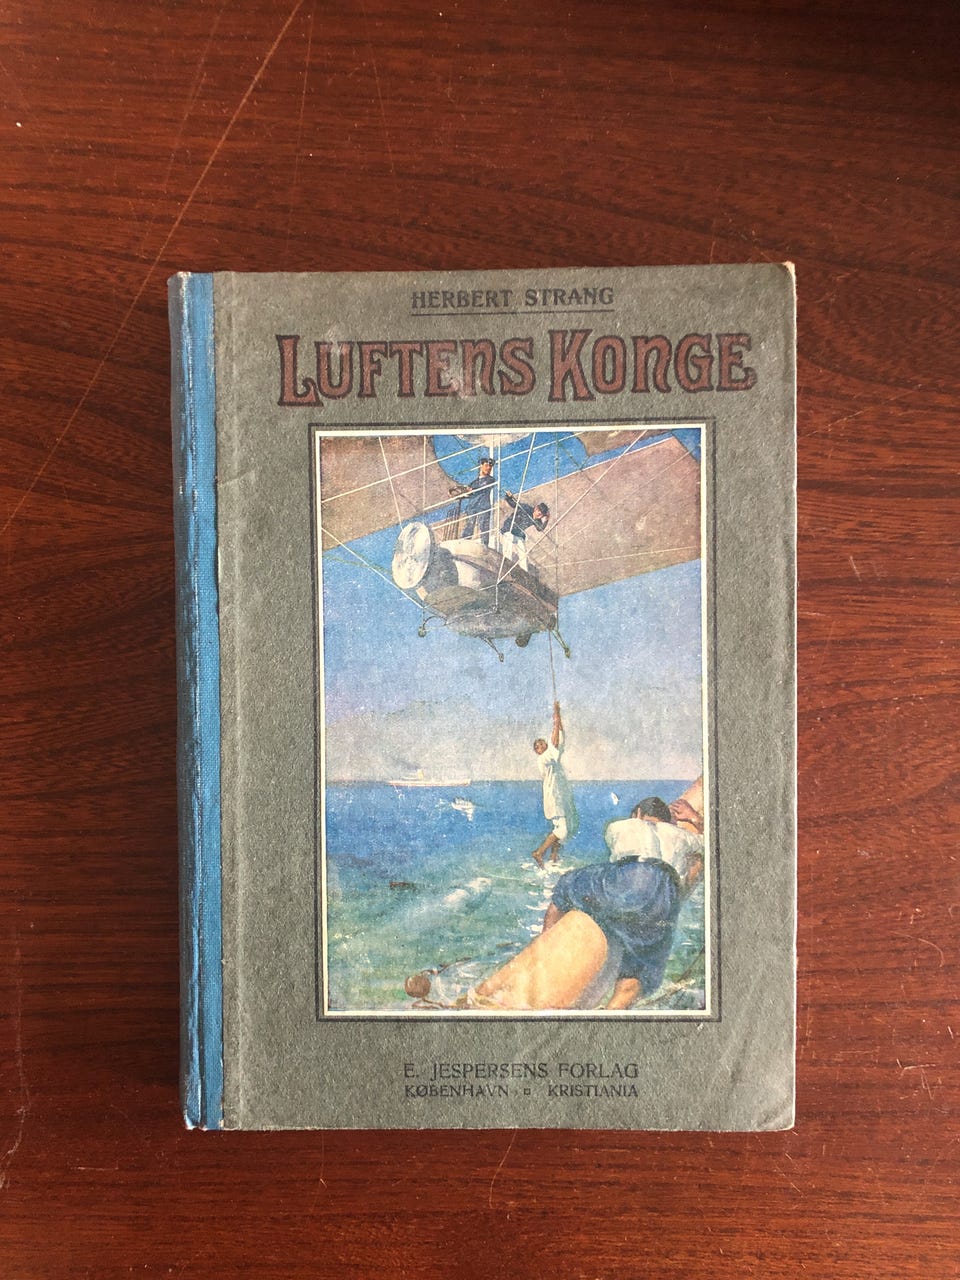 HERBERT STRANG
LUFTENS KONGE
E. JESPERSENS FORLAG
KØBENHAVN ¤ KRISTIANIA